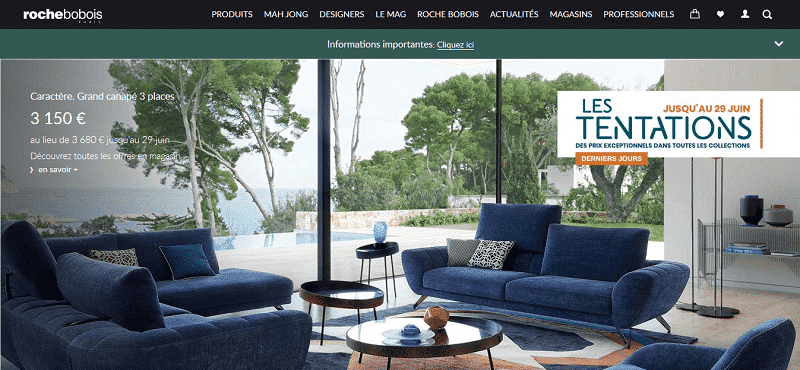 rochebobois
PARIS
PRODUITS MAH JONG DESIGNERS LE MAG ROCHE BOBOIS ACTUALITÉS MAGASINS PROFESSIONNELS
Informations importantes: Cliquez ici
Caractère. Grand canapé 3 places
3 150 €
au lieu de 3 680 € jusqu'au 29 juin
Découvrez toutes les offres en magasin
› en savoir +
LES JUSQU'AU 29 JUIN
TENTATIONS
DES PRIX EXCEPTIONNELS DANS TOUTES LES COLLECTIONS
DERNIERS JOURS